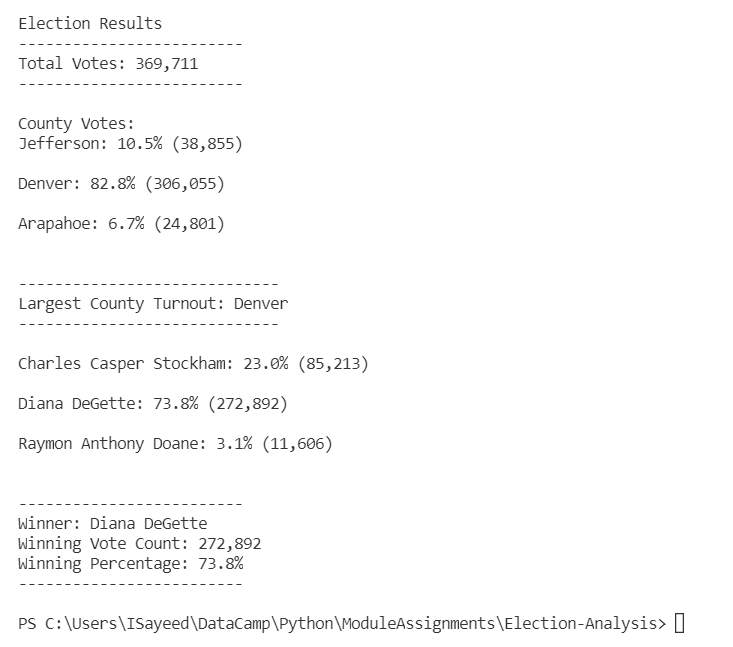 Election Results
-------------------------
Total Votes: 369,711
-------------------------
County Votes:
Jefferson: 10.5% (38,855)
Denver: 82.8% (306,055)
Arapahoe: 6.7% (24,801)
-----------------------------
Largest County Turnout: Denver
-----------------------------
Charles Casper Stockham: 23.0% (85,213)
Diana DeGette: 73.8% (272,892)
Raymon Anthony Doane: 3.1% (11,606)
-------------------------
Winner: Diana DeGette
Winning Vote Count: 272,892
Winning Percentage: 73.8%
-------------------------
PS C:\Users\ISayeed\DataCamp\Python\ModuleAssignments\Election-Analysis>